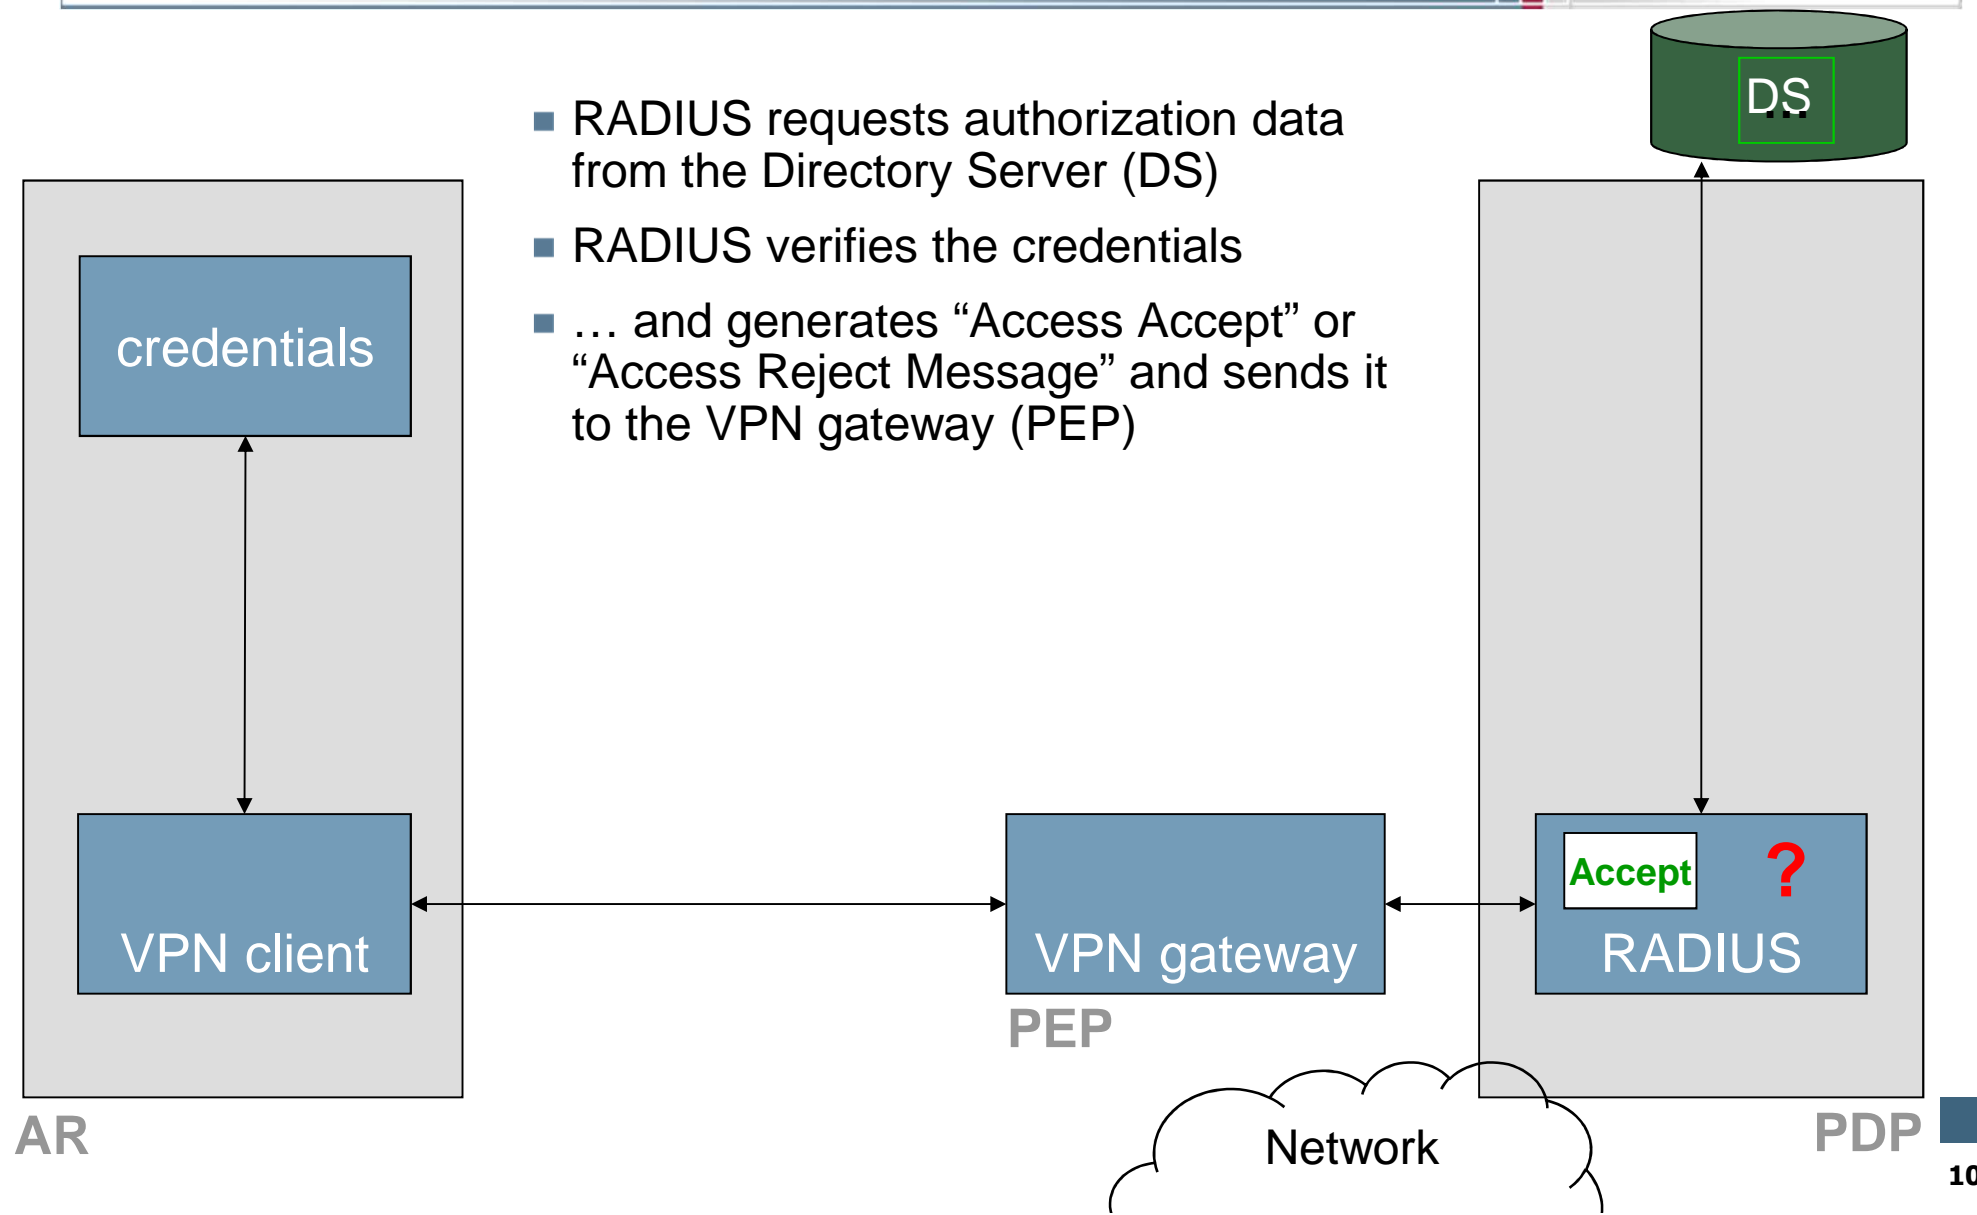 DS
...
RADIUS requests authorization data
from the Directory Server (DS)
RADIUS verifies the credentials
… and generates “Access Accept” or
“Access Reject Message” and sends it
to the VPN gateway (PEP)
credentials
VPN client
VPN gateway
Accept
?
RADIUS
PEP
AR
Network
PDP
10